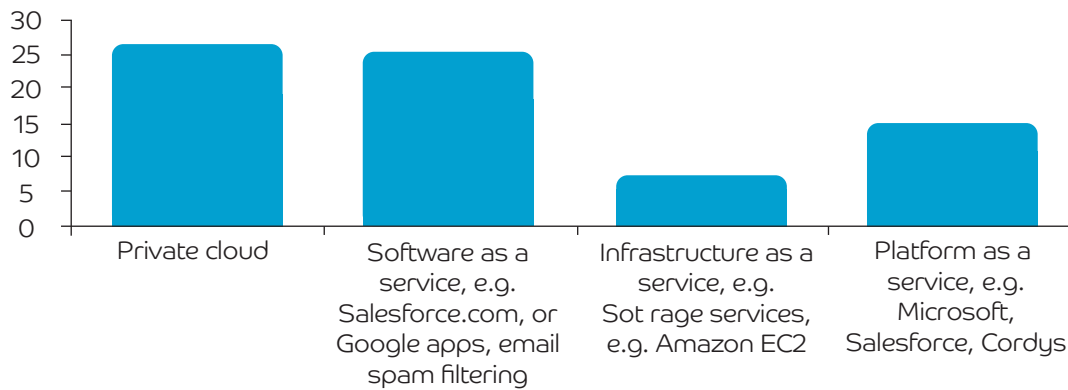 30
25
20
15
10
5
0
Private cloud
Software as a
service, e.g.
Salesforce.com, or
Google apps, email
spam filtering
Infrastructure as a
service, e.g.
Sot rage services,
e.g. Amazon EC2
Platform as a
service, e.g.
Microsoft,
Salesforce, Cordys